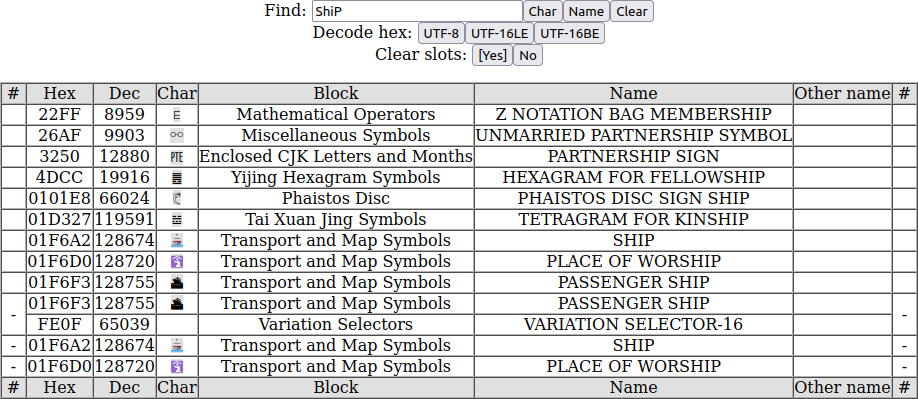 Find: ShiP Char Name Clear
Decode hex: UTF-8 UTF-16LE UTF-16BE
Clear slots: [Yes] No
# Hex Dec Char Block Name Other name #
22FF 8959 ⋿ Mathematical Operators Z NOTATION BAG MEMBERSHIP
26AF 9903 ⚯ Miscellaneous Symbols UNMARRIED PARTNERSHIP SYMBOL
3250 12880 ㉐ Enclosed CJK Letters and Months PARTNERSHIP SIGN
4DCC 19916 ䷌ Yijing Hexagram Symbols HEXAGRAM FOR FELLOWSHIP
0101E8 66024 𐇨 Phaistos Disc PHAISTOS DISC SIGN SHIP
01D327 119591 𝌧 Tai Xuan Jing Symbols TETRAGRAM FOR KINSHIP
01F6A2 128674 🚢 Transport and Map Symbols SHIP
01F6D0 128720 🛐 Transport and Map Symbols PLACE OF WORSHIP
01F6F3 128755 🛳 Transport and Map Symbols PASSENGER SHIP
- 01F6F3 128755 🛳 Transport and Map Symbols PASSENGER SHIP -
FE0F 65039 Variation Selectors VARIATION SELECTOR-16
- 01F6A2 128674 🚢 Transport and Map Symbols SHIP -
- 01F6D0 128720 🛐 Transport and Map Symbols PLACE OF WORSHIP -
# Hex Dec Char Block Name Other name #